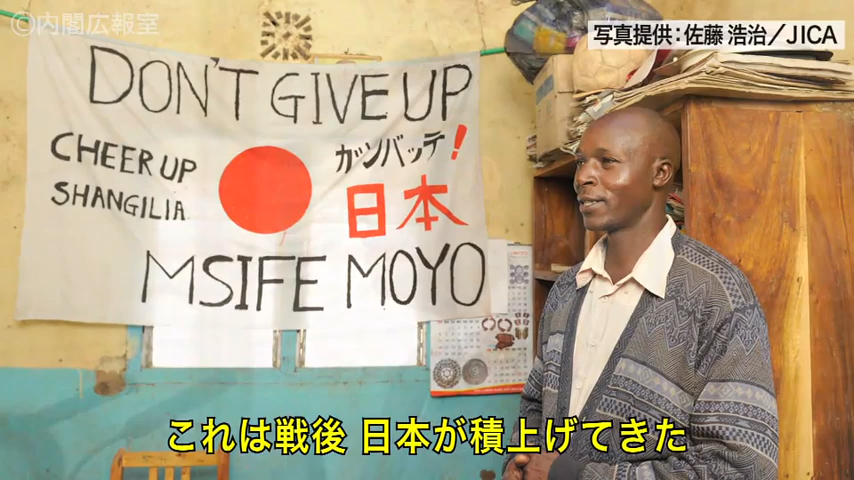 ©内閣広報室
写真提供:佐藤 浩治／JICA
DON'T GIVE UP
CHEER UP
SHANGILIA
ガンバッテ!
日本
MSIFE MOYO
これは戦後 日本が積上げてきた